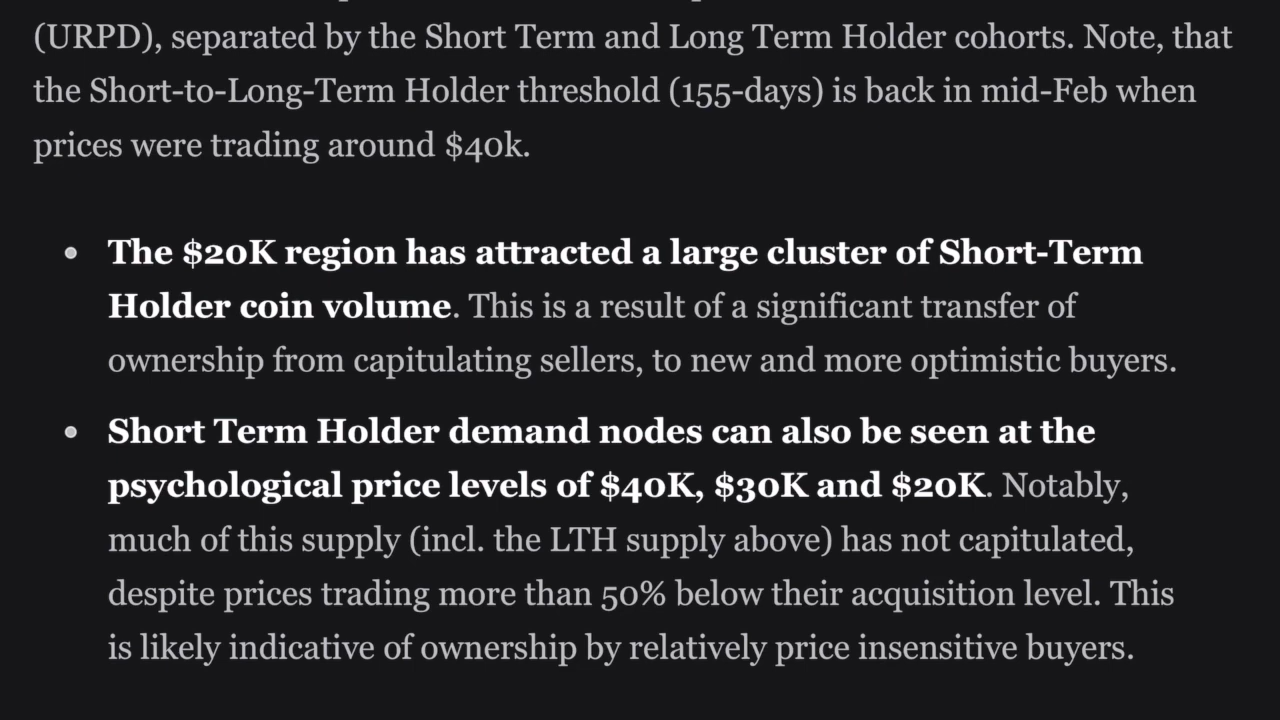 (URPD), separated by the Short Term and Long Term Holder cohorts. Note, that
the Short-to-Long-Term Holder threshold (155-days) is back in mid-Feb when
prices were trading around $40k.
• The $20K region has attracted a large cluster of Short-Term
Holder coin volume. This is a result of a significant transfer of
ownership from capitulating sellers, to new and more optimistic buyers.
• Short Term Holder demand nodes can also be seen at the
psychological price levels of $40K, $30K and $20K. Notably,
much of this supply (incl. the LTH supply above) has not capitulated,
despite prices trading more than 50% below their acquisition level. This
is likely indicative of ownership by relatively price insensitive buyers.